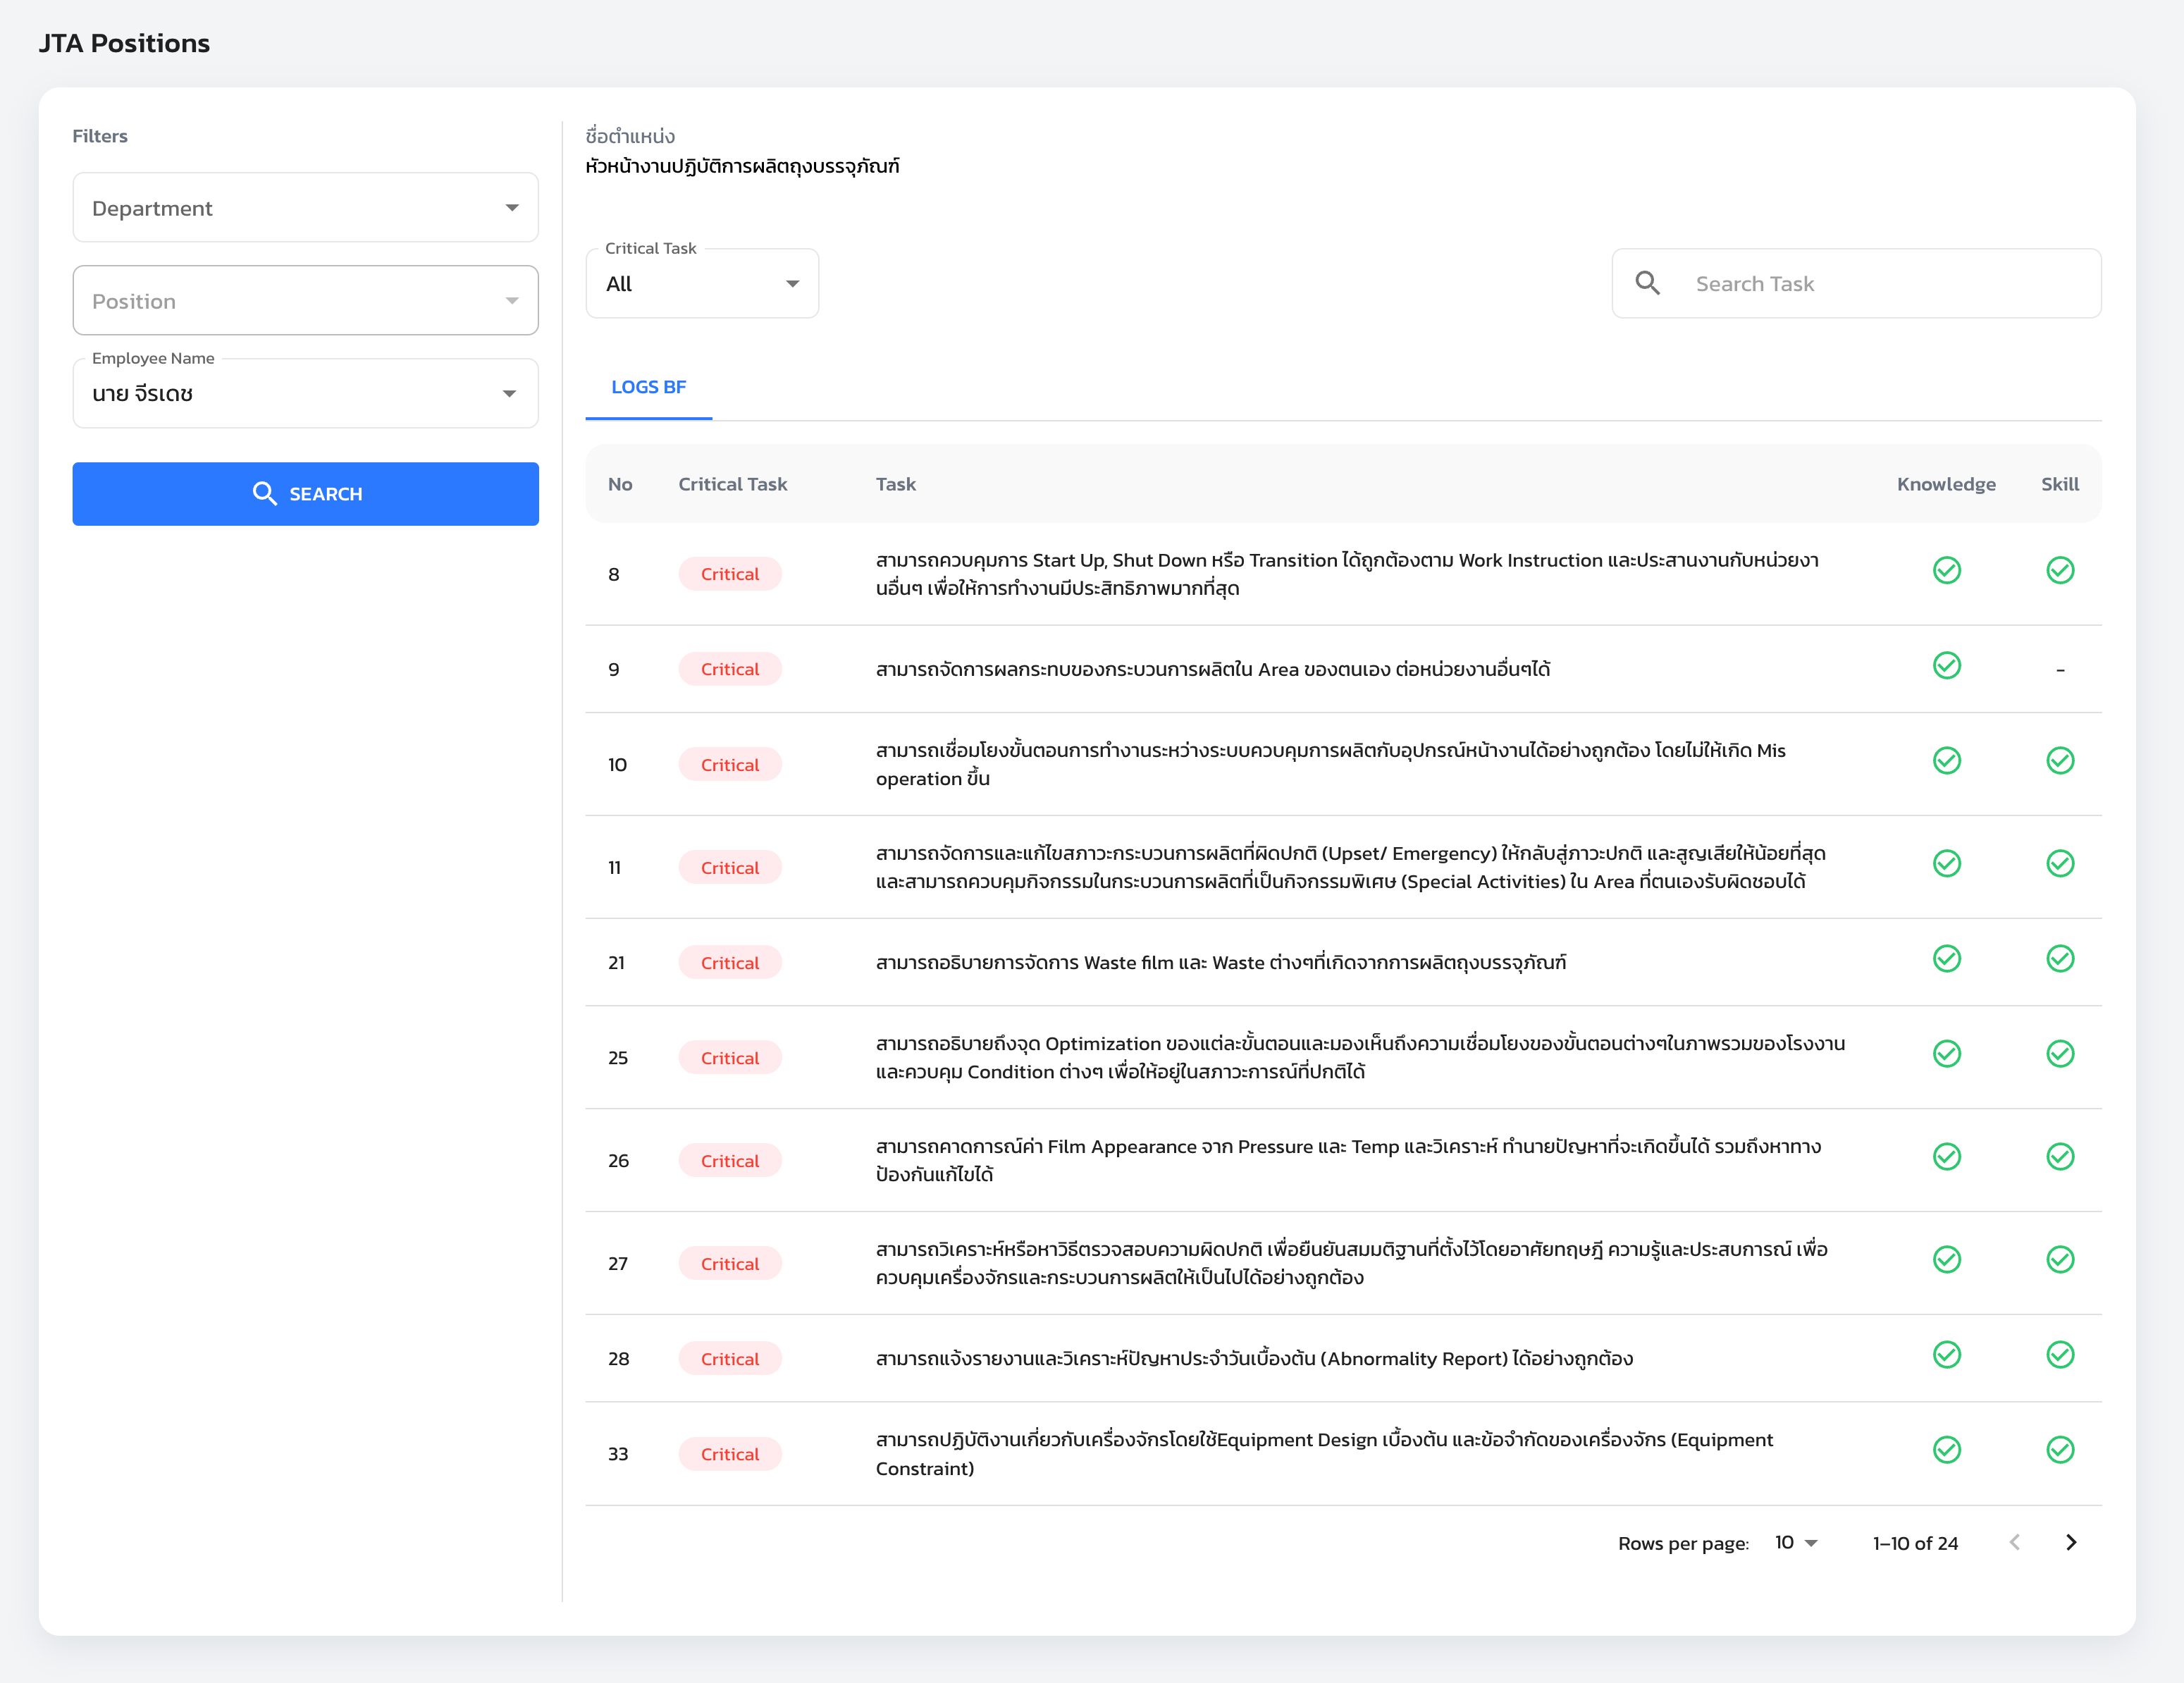 JTA Positions
Filters
Department
Position
Employee Name
นาย จีรเดช
SEARCH
ชื่อตำแหน่ง
หัวหน้างานปฏิบัติการผลิตถุงบรรจุภัณฑ์
Critical Task
All
Search Task
LOGS BF
No Critical Task Task Knowledge Skill
8 Critical สามารถควบคุมการ Start Up, Shut Down หรือ Transition ได้ถูกต้องตาม Work Instruction และประสานงานกับหน่วยงา
นอื่นๆ เพื่อให้การทำงานมีประสิทธิภาพมากที่สุด
9 Critical สามารถจัดการผลกระทบของกระบวนการผลิตใน Area ของตนเอง ต่อหน่วยงานอื่นๆได้ -
10 Critical สามารถเชื่อมโยงขั้นตอนการทำงานระหว่างระบบควบคุมการผลิตกับอุปกรณ์หน้างานได้อย่างถูกต้อง โดยไม่ให้เกิด Mis
operation ขึ้น
11 Critical สามารถจัดการและแก้ไขสภาวะกระบวนการผลิตที่ผิดปกติ (Upset/ Emergency) ให้กลับสู่ภาวะปกติ และสูญเสียให้น้อยที่สุด
และสามารถควบคุมกิจกรรมในกระบวนการผลิตที่เป็นกิจกรรมพิเศษ (Special Activities) ใน Area ที่ตนเองรับผิดชอบได้
21 Critical สามารถอธิบายการจัดการ Waste film และ Waste ต่างๆที่เกิดจากการผลิตถุงบรรจุภัณฑ์
25 Critical สามารถอธิบายถึงจุด Optimization ของแต่ละขั้นตอนและมองเห็นถึงความเชื่อมโยงของขั้นตอนต่างๆในภาพรวมของโรงงาน
และควบคุม Condition ต่างๆ เพื่อให้อยู่ในสภาวะการณ์ที่ปกติได้
26 Critical สามารถคาดการณ์ค่า Film Appearance จาก Pressure และ Temp และวิเคราะห์ ทำนายปัญหาที่จะเกิดขึ้นได้ รวมถึงหาทาง
ป้องกันแก้ไขได้
27 Critical สามารถวิเคราะห์หรือหาวิธีตรวจสอบความผิดปกติ เพื่อยืนยันสมมติฐานที่ตั้งไว้โดยอาศัยทฤษฎี ความรู้และประสบการณ์ เพื่อ
ควบคุมเครื่องจักรและกระบวนการผลิตให้เป็นไปได้อย่างถูกต้อง
28 Critical สามารถแจ้งรายงานและวิเคราะห์ปัญหาประจำวันเบื้องต้น (Abnormality Report) ได้อย่างถูกต้อง
33 Critical สามารถปฏิบัติงานเกี่ยวกับเครื่องจักรโดยใช้Equipment Design เบื้องต้น และข้อจำกัดของเครื่องจักร (Equipment
Constraint)
Rows per page: 10 1–10 of 24